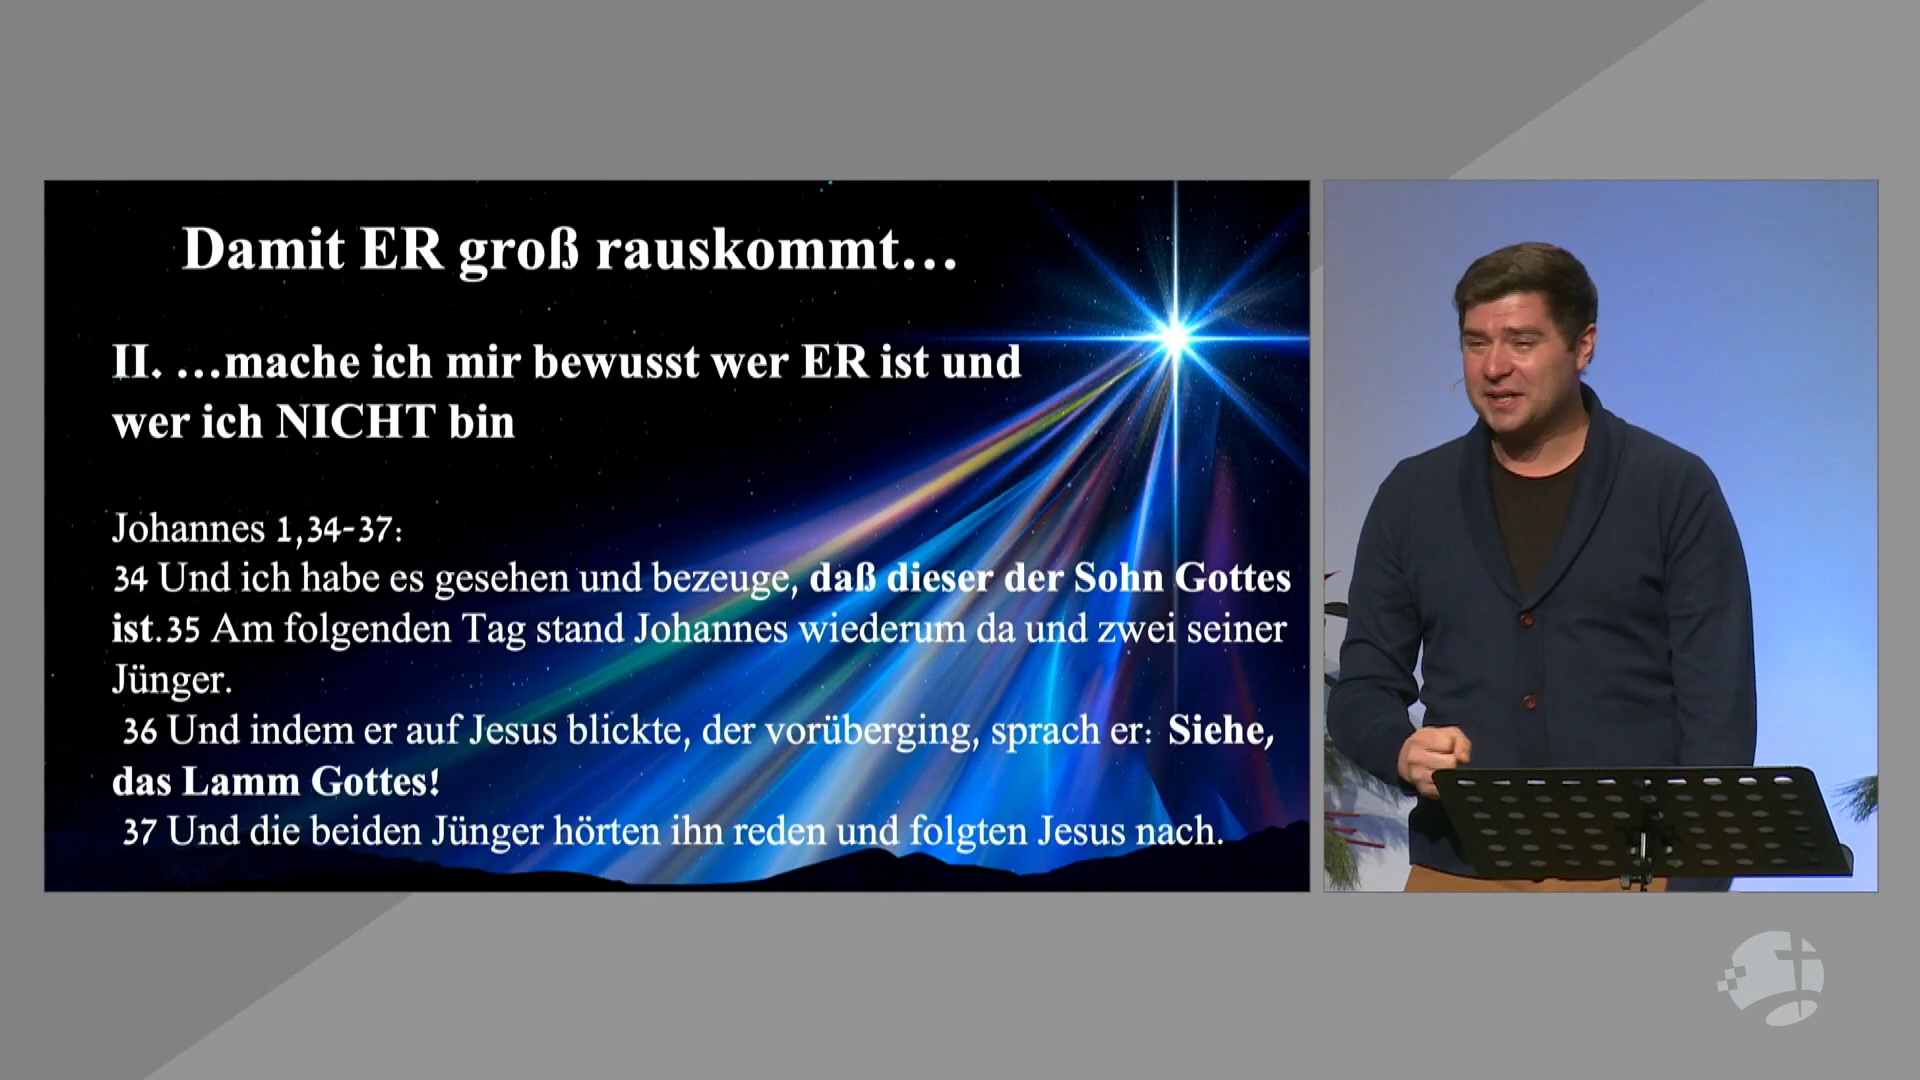 Damit ER groß rauskommt…
II. …mache ich mir bewusst wer ER ist und
wer ich NICHT bin
Johannes 1,34-37:
34 Und ich habe es gesehen und bezeuge, daß dieser der Sohn Gottes
ist.35 Am folgenden Tag stand Johannes wiederum da und zwei seiner
Jünger.
36 Und indem er auf Jesus blickte, der vorüberging, sprach er: Siehe,
das Lamm Gottes!
37 Und die beiden Jünger hörten ihn reden und folgten Jesus nach.